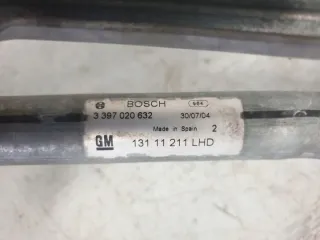 BOSCH
3 397 020 632 30/07/04
Made in Spain 2
GM 131 11 211 LHD